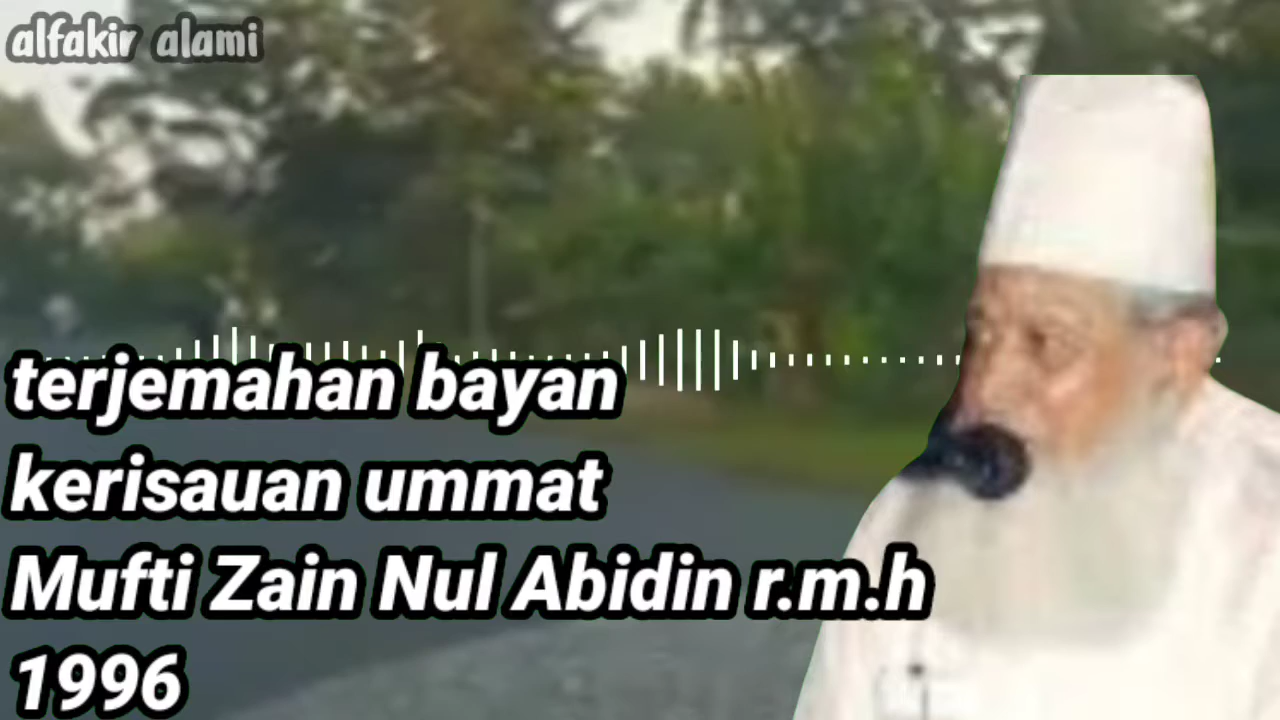 alfakir alami
terjemahan bayan
kerisauan ummat
Mufti Zain Nul Abidin r.m.h
1996